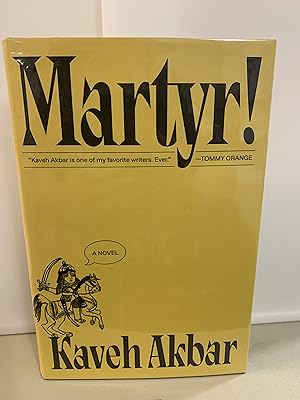 Martyr!
"Kaveh Akbar is one of my favorite writers. Ever." —TOMMY ORANGE
A NOVEL
Kaveh Akbar